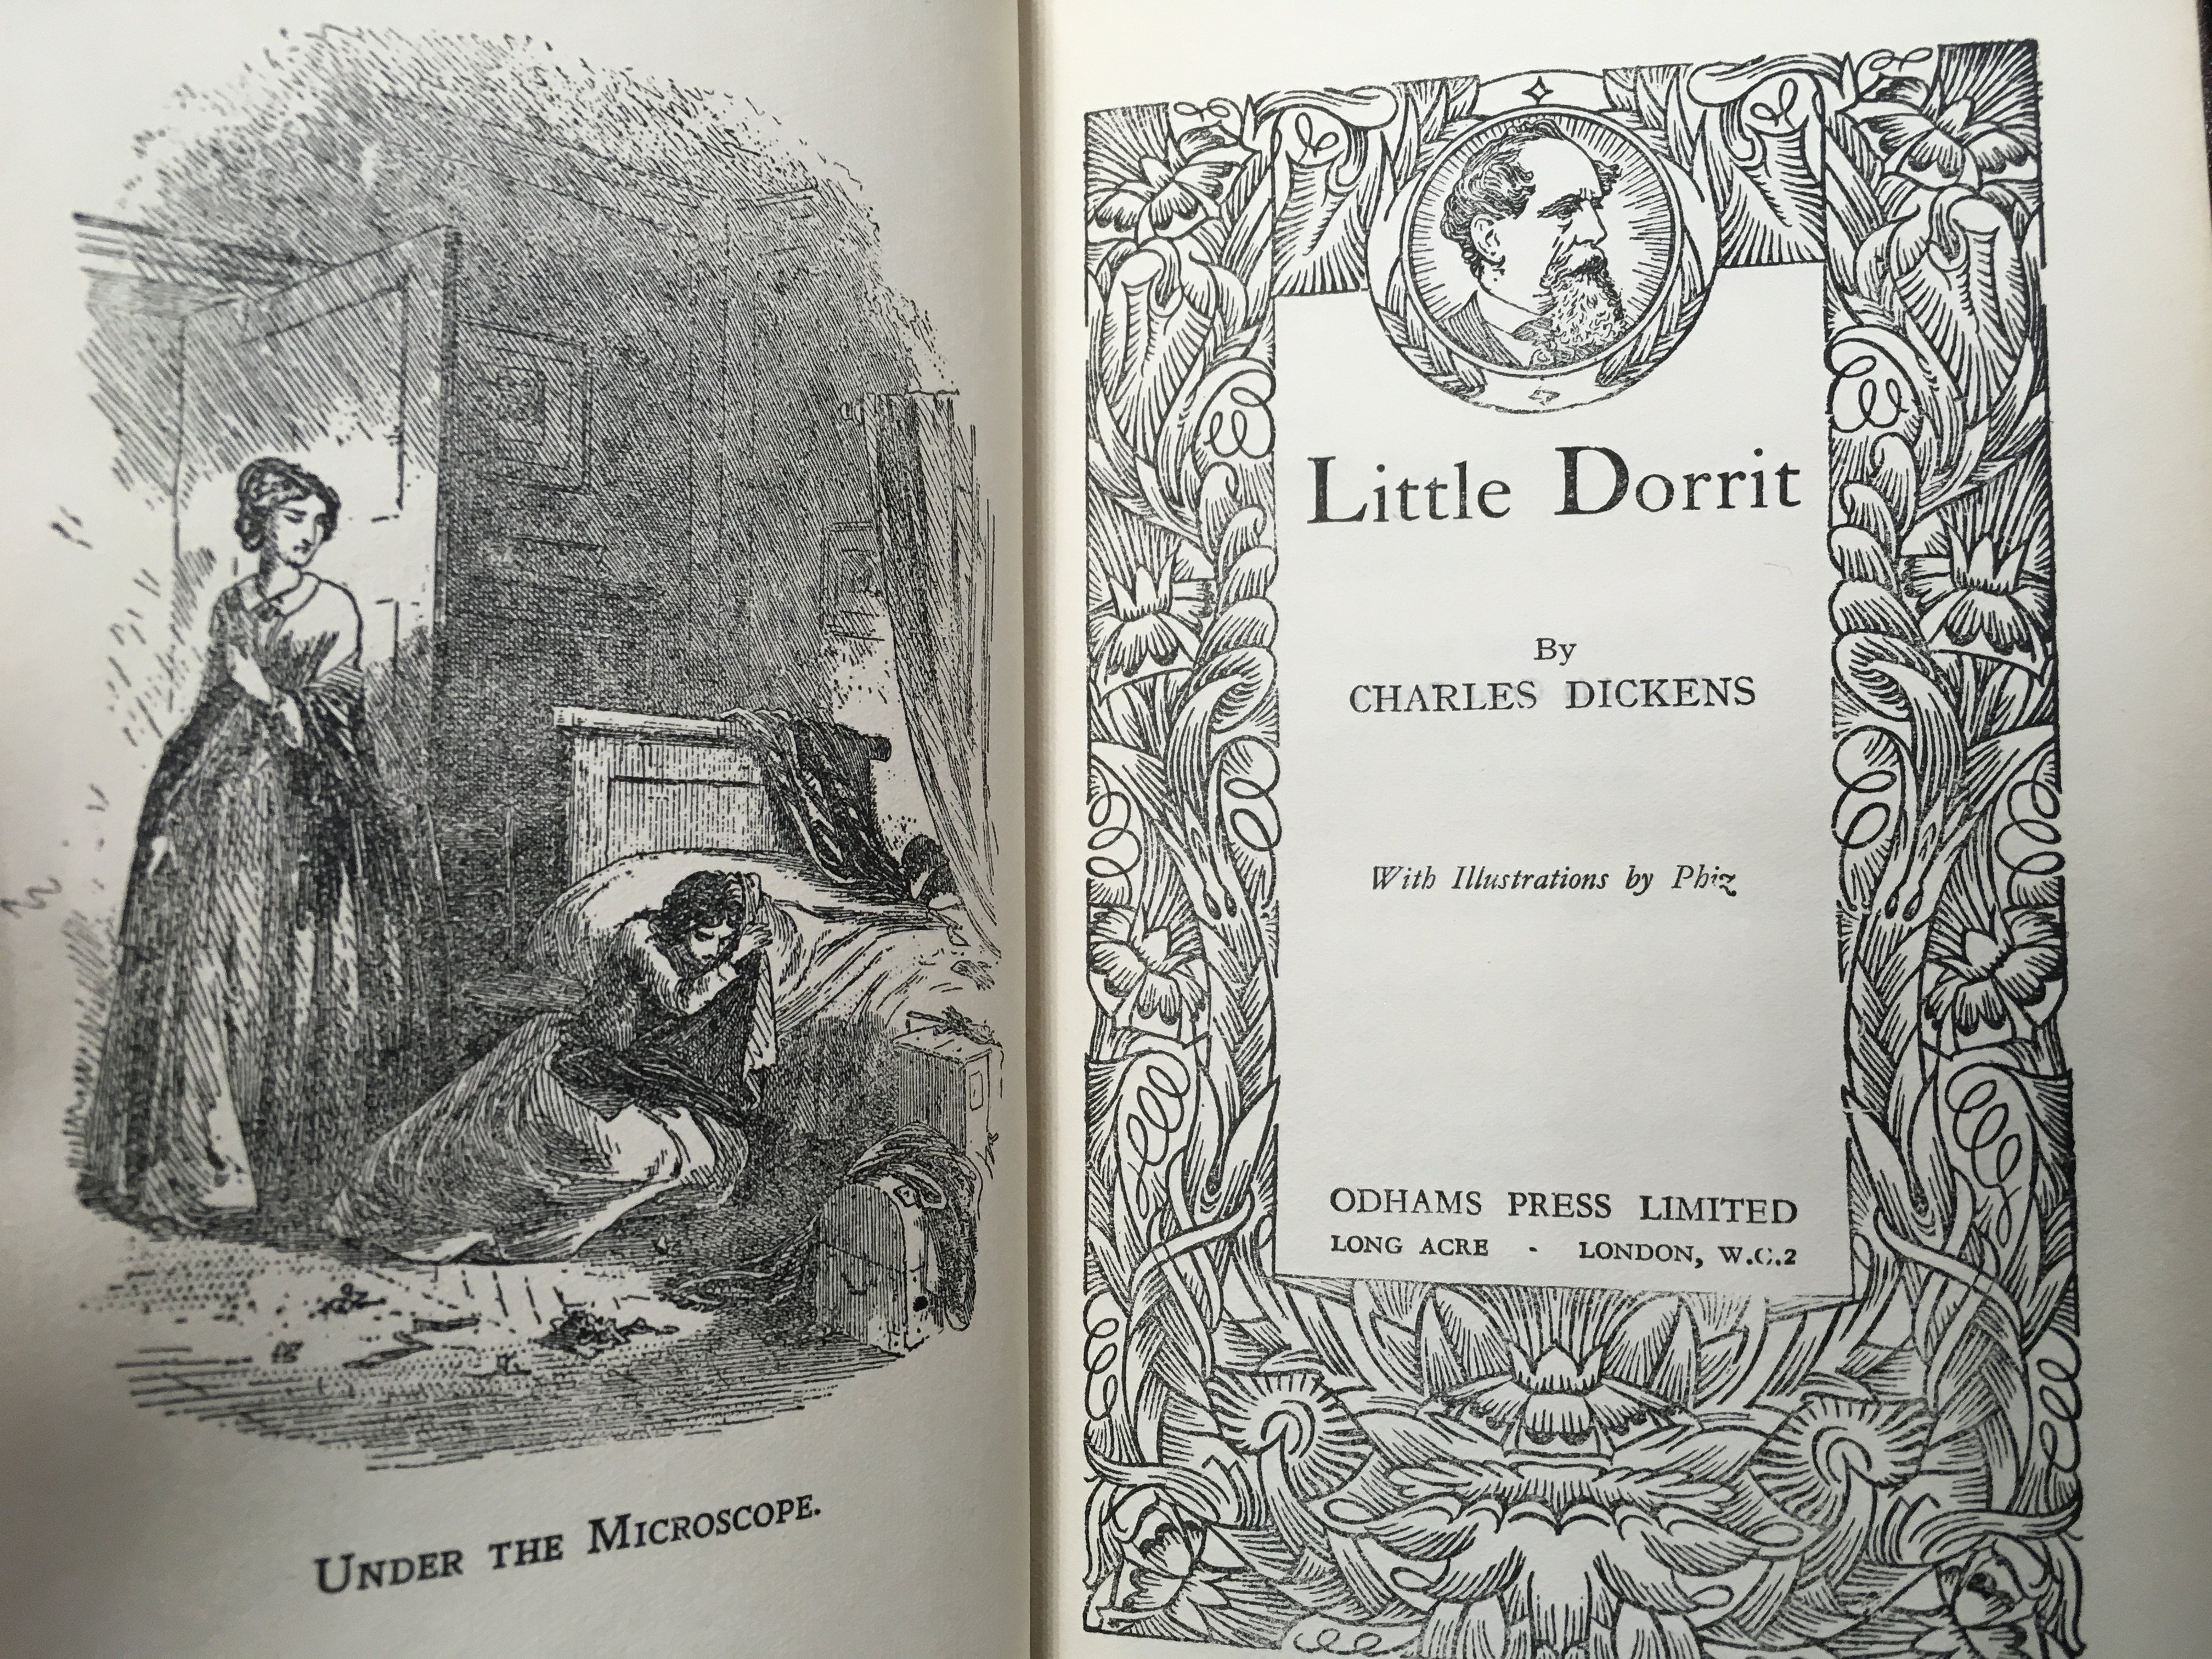 UNDER THE MICROSCOPE.
Little Dorrit
By
CHARLES DICKENS
With Illustrations by Phiz
ODHAMS PRESS LIMITED
LONG ACRE - LONDON, W.C.2